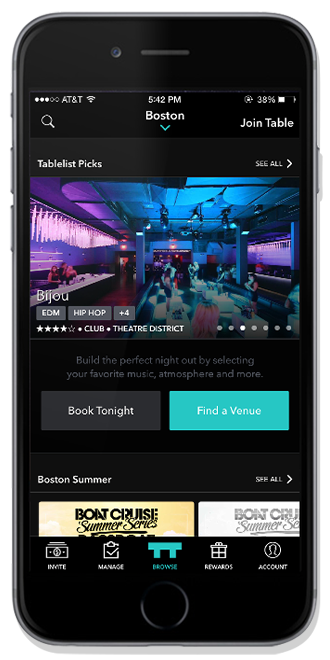 ●●●○○ AT&T 5:42 PM 38%
Boston
Join Table
Tablelist Picks SEE ALL
Bijou
EDM HIP HOP +4
★★★★☆ • CLUB • THEATRE DISTRICT
Build the perfect night out by selecting
your favorite music, atmosphere and more.
Book Tonight Find a Venue
Boston Summer SEE ALL
BOAT CRUISE BOAT CRU
Summer Series Summer
INVITE MANAGE BROWSE REWARDS ACCOUNT